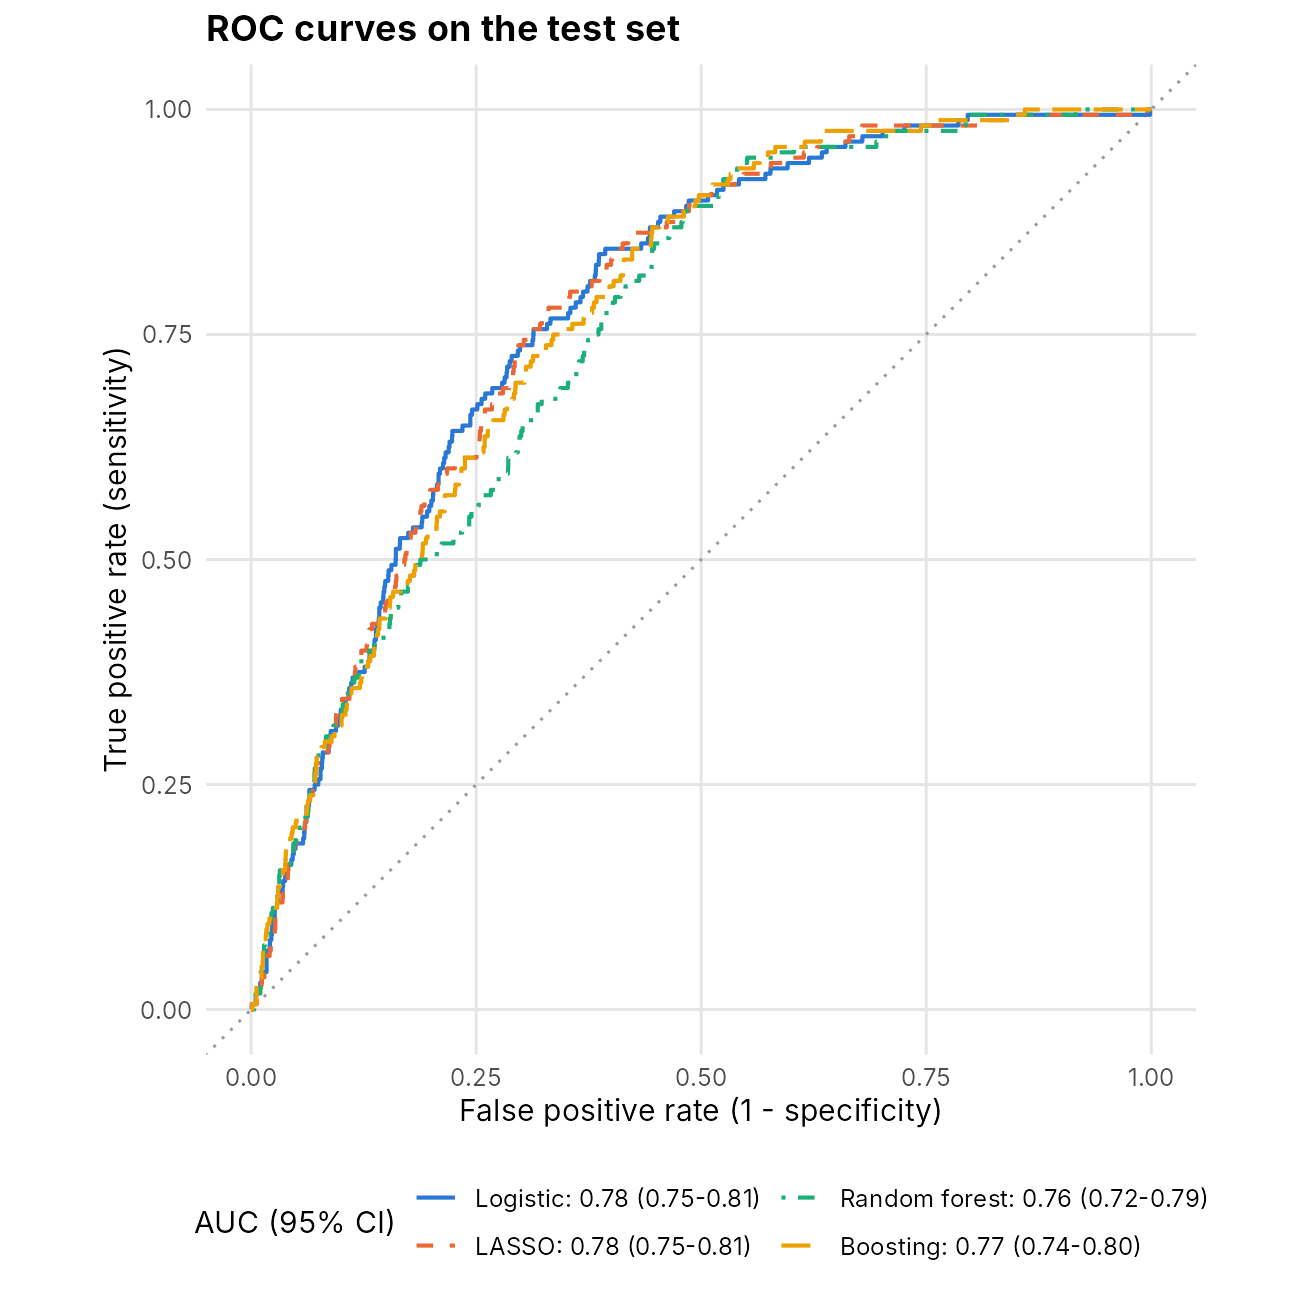 ROC curves on the test set
True positive rate (sensitivity)
1.00
0.75
0.50
0.25
0.00
0.00 0.25 0.50 0.75 1.00
False positive rate (1 - specificity)
AUC (95% CI)
Logistic: 0.78 (0.75-0.81)
LASSO: 0.78 (0.75-0.81)
Random forest: 0.76 (0.72-0.79)
Boosting: 0.77 (0.74-0.80)